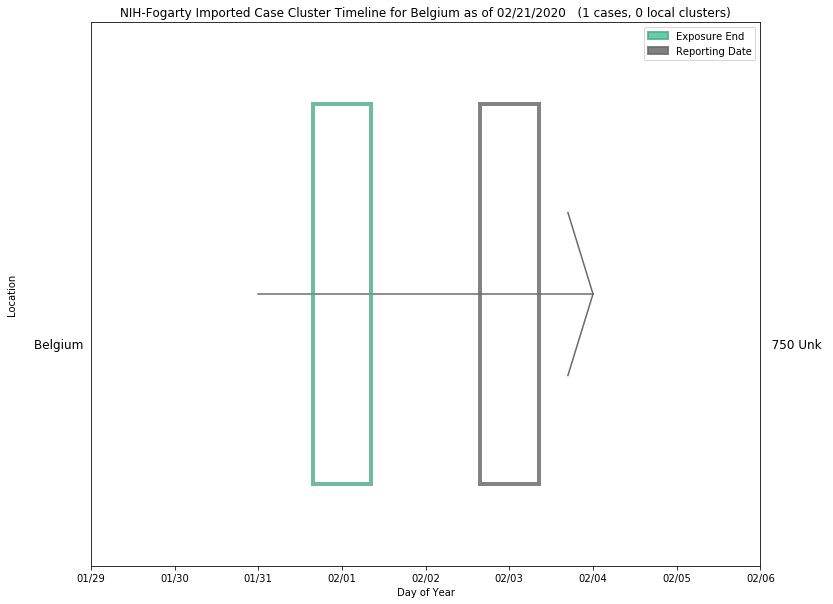 NIH-Fogarty Imported Case Cluster Timeline for Belgium as of 02/21/2020   (1 cases, 0 local clusters)
Exposure End
Reporting Date
Location
Belgium
750 Unk
01/29 01/30 01/31 02/01 02/02 02/03 02/04 02/05 02/06
Day of Year